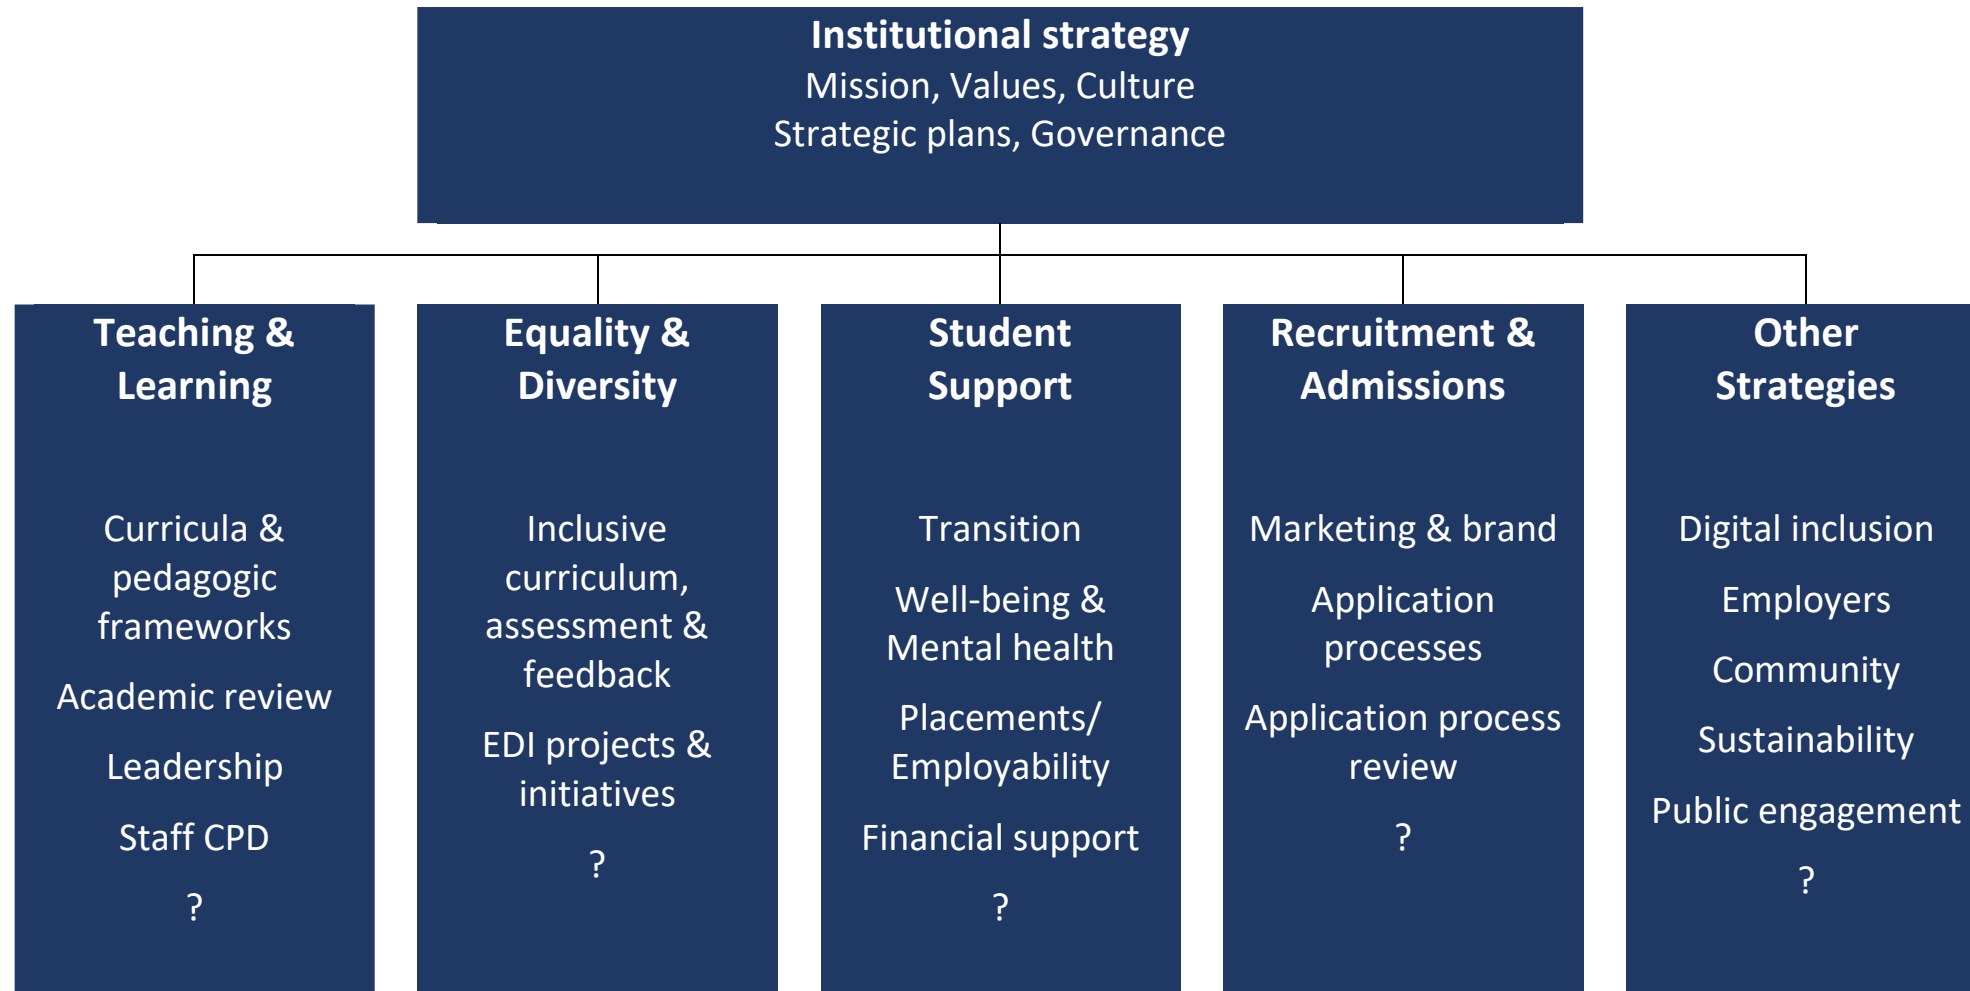 Institutional strategy
Mission, Values, Culture
Strategic plans, Governance
Teaching &
Learning
Curricula &
pedagogic
frameworks
Academic review
Leadership
Staff CPD
?
Equality &
Diversity
Inclusive
curriculum,
assessment &
feedback
EDI projects &
initiatives
?
Student
Support
Transition
Well-being &
Mental health
Placements/
Employability
Financial support
?
Recruitment &
Admissions
Marketing & brand
Application
processes
Application process
review
?
Other
Strategies
Digital inclusion
Employers
Community
Sustainability
Public engagement
?